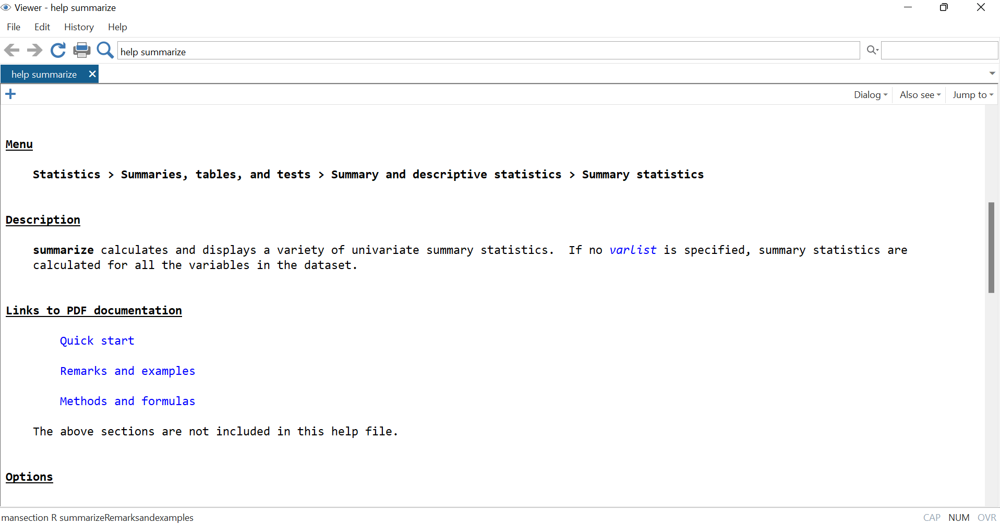 Viewer - help summarize
File Edit History Help
help summarize
help summarize
Dialog Also see Jump to
Menu
Statistics > Summaries, tables, and tests > Summary and descriptive statistics > Summary statistics
Description
summarize calculates and displays a variety of univariate summary statistics.  If no varlist is specified, summary statistics are
calculated for all the variables in the dataset.
Links to PDF documentation
Quick start
Remarks and examples
Methods and formulas
The above sections are not included in this help file.
Options
mansection R summarizeRemarksandexamples CAP NUM OVR